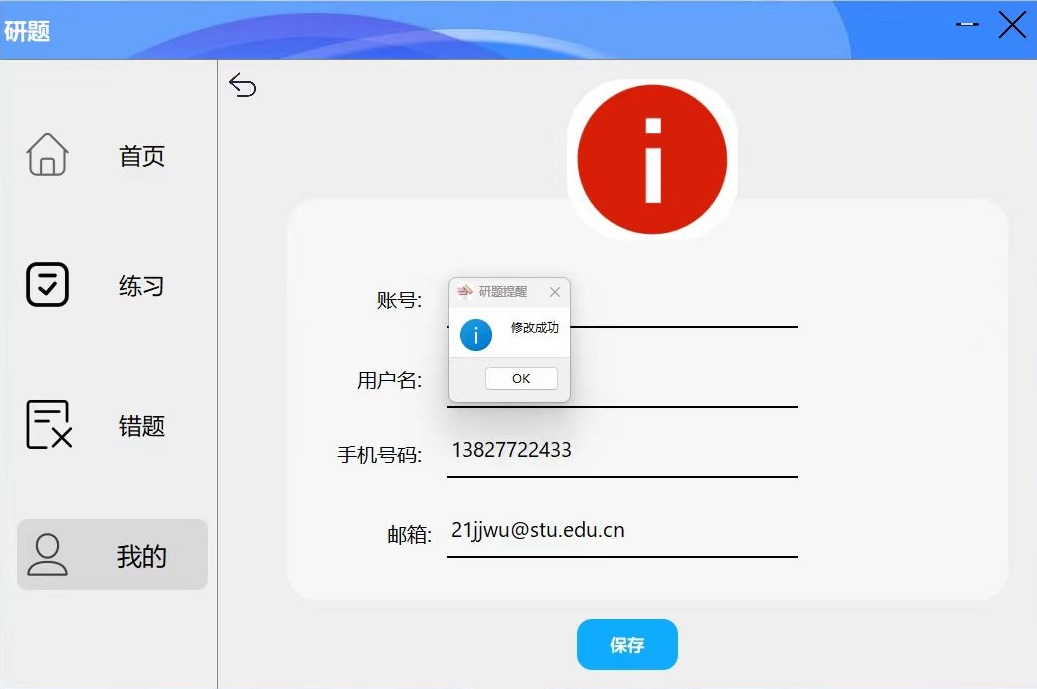 研题
首页
练习
错题
我的
账号:
研题提醒
修改成功
OK
用户名:
手机号码: 13827722433
邮箱: 21jjwu@stu.edu.cn
保存